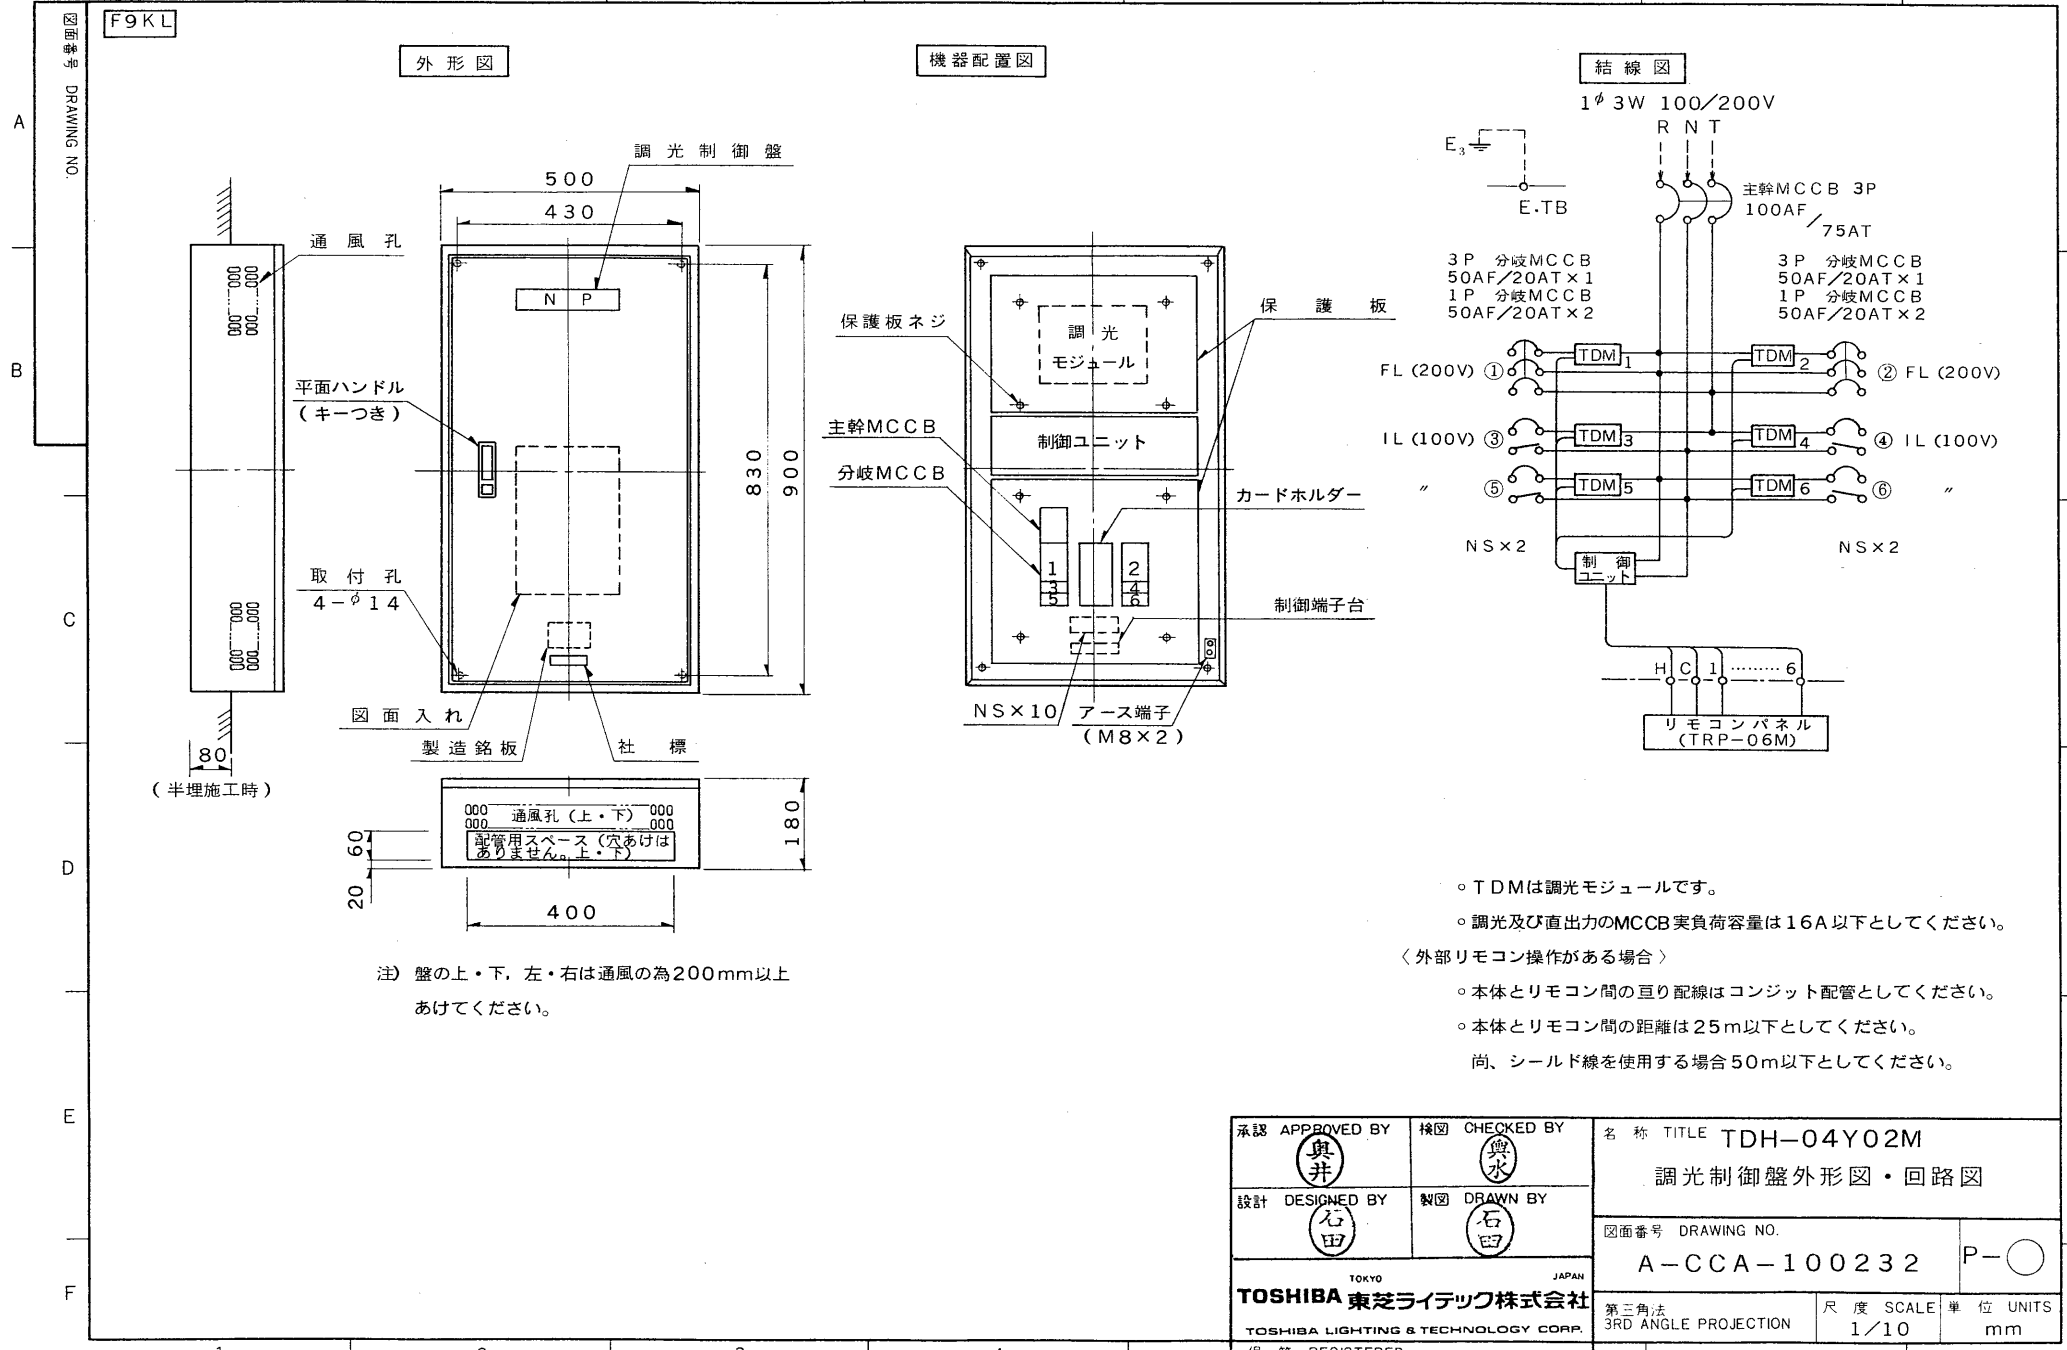 F9KL
図面番号 DRAWING NO.
外形図
機器配置図
結線図
1φ 3W 100/200V
R N T
E₃
E.TB
主幹MCCB 3P
100AF/75AT
3P 分岐MCCB
50AF/20AT×1
1P 分岐MCCB
50AF/20AT×2
3P 分岐MCCB
50AF/20AT×1
1P 分岐MCCB
50AF/20AT×2
FL (200V) ① TDM1 TDM2 ② FL (200V)
IL (100V) ③ TDM3 TDM4 ④ IL (100V)
〃 ⑤ TDM5 TDM6 ⑥ 〃
NS×2
NS×2
制御
ユニット
H C 1 ……… 6
リモコンパネル
(TRP-06M)
調光制御盤
500
430
通風孔
N P
平面ハンドル
(キーつき)
830
900
取付孔
4-φ14
図面入れ
製造銘板
社標
80
(半埋施工時)
通風孔 (上・下)
配管用スペース (穴あけは
ありません。上・下)
60
20
180
400
注) 盤の上・下, 左・右は通風の為200mm以上
あけてください。
保護板ネジ
調光
モジュール
保護板
主幹MCCB
制御ユニット
分岐MCCB
カードホルダー
1 2
3 4
5 6
制御端子台
NS×10
アース端子
(M8×2)
○TDMは調光モジュールです。
○調光及び直出力のMCCB実負荷容量は16A以下としてください。
〈外部リモコン操作がある場合〉
○本体とリモコン間の亘り配線はコンジット配管としてください。
○本体とリモコン間の距離は25m以下としてください。
尚、シールド線を使用する場合50m以下としてください。
承認 APPROVED BY
奥井
検図 CHECKED BY
興水
設計 DESIGNED BY
石田
製図 DRAWN BY
石田
名称 TITLE TDH-04Y02M
調光制御盤外形図・回路図
図面番号 DRAWING NO.
A-CCA-100232
P-○
TOKYO JAPAN
TOSHIBA 東芝ライテック株式会社
TOSHIBA LIGHTING & TECHNOLOGY CORP.
第三角法
3RD ANGLE PROJECTION
尺度 SCALE
1/10
単位 UNITS
mm
A
B
C
D
E
F